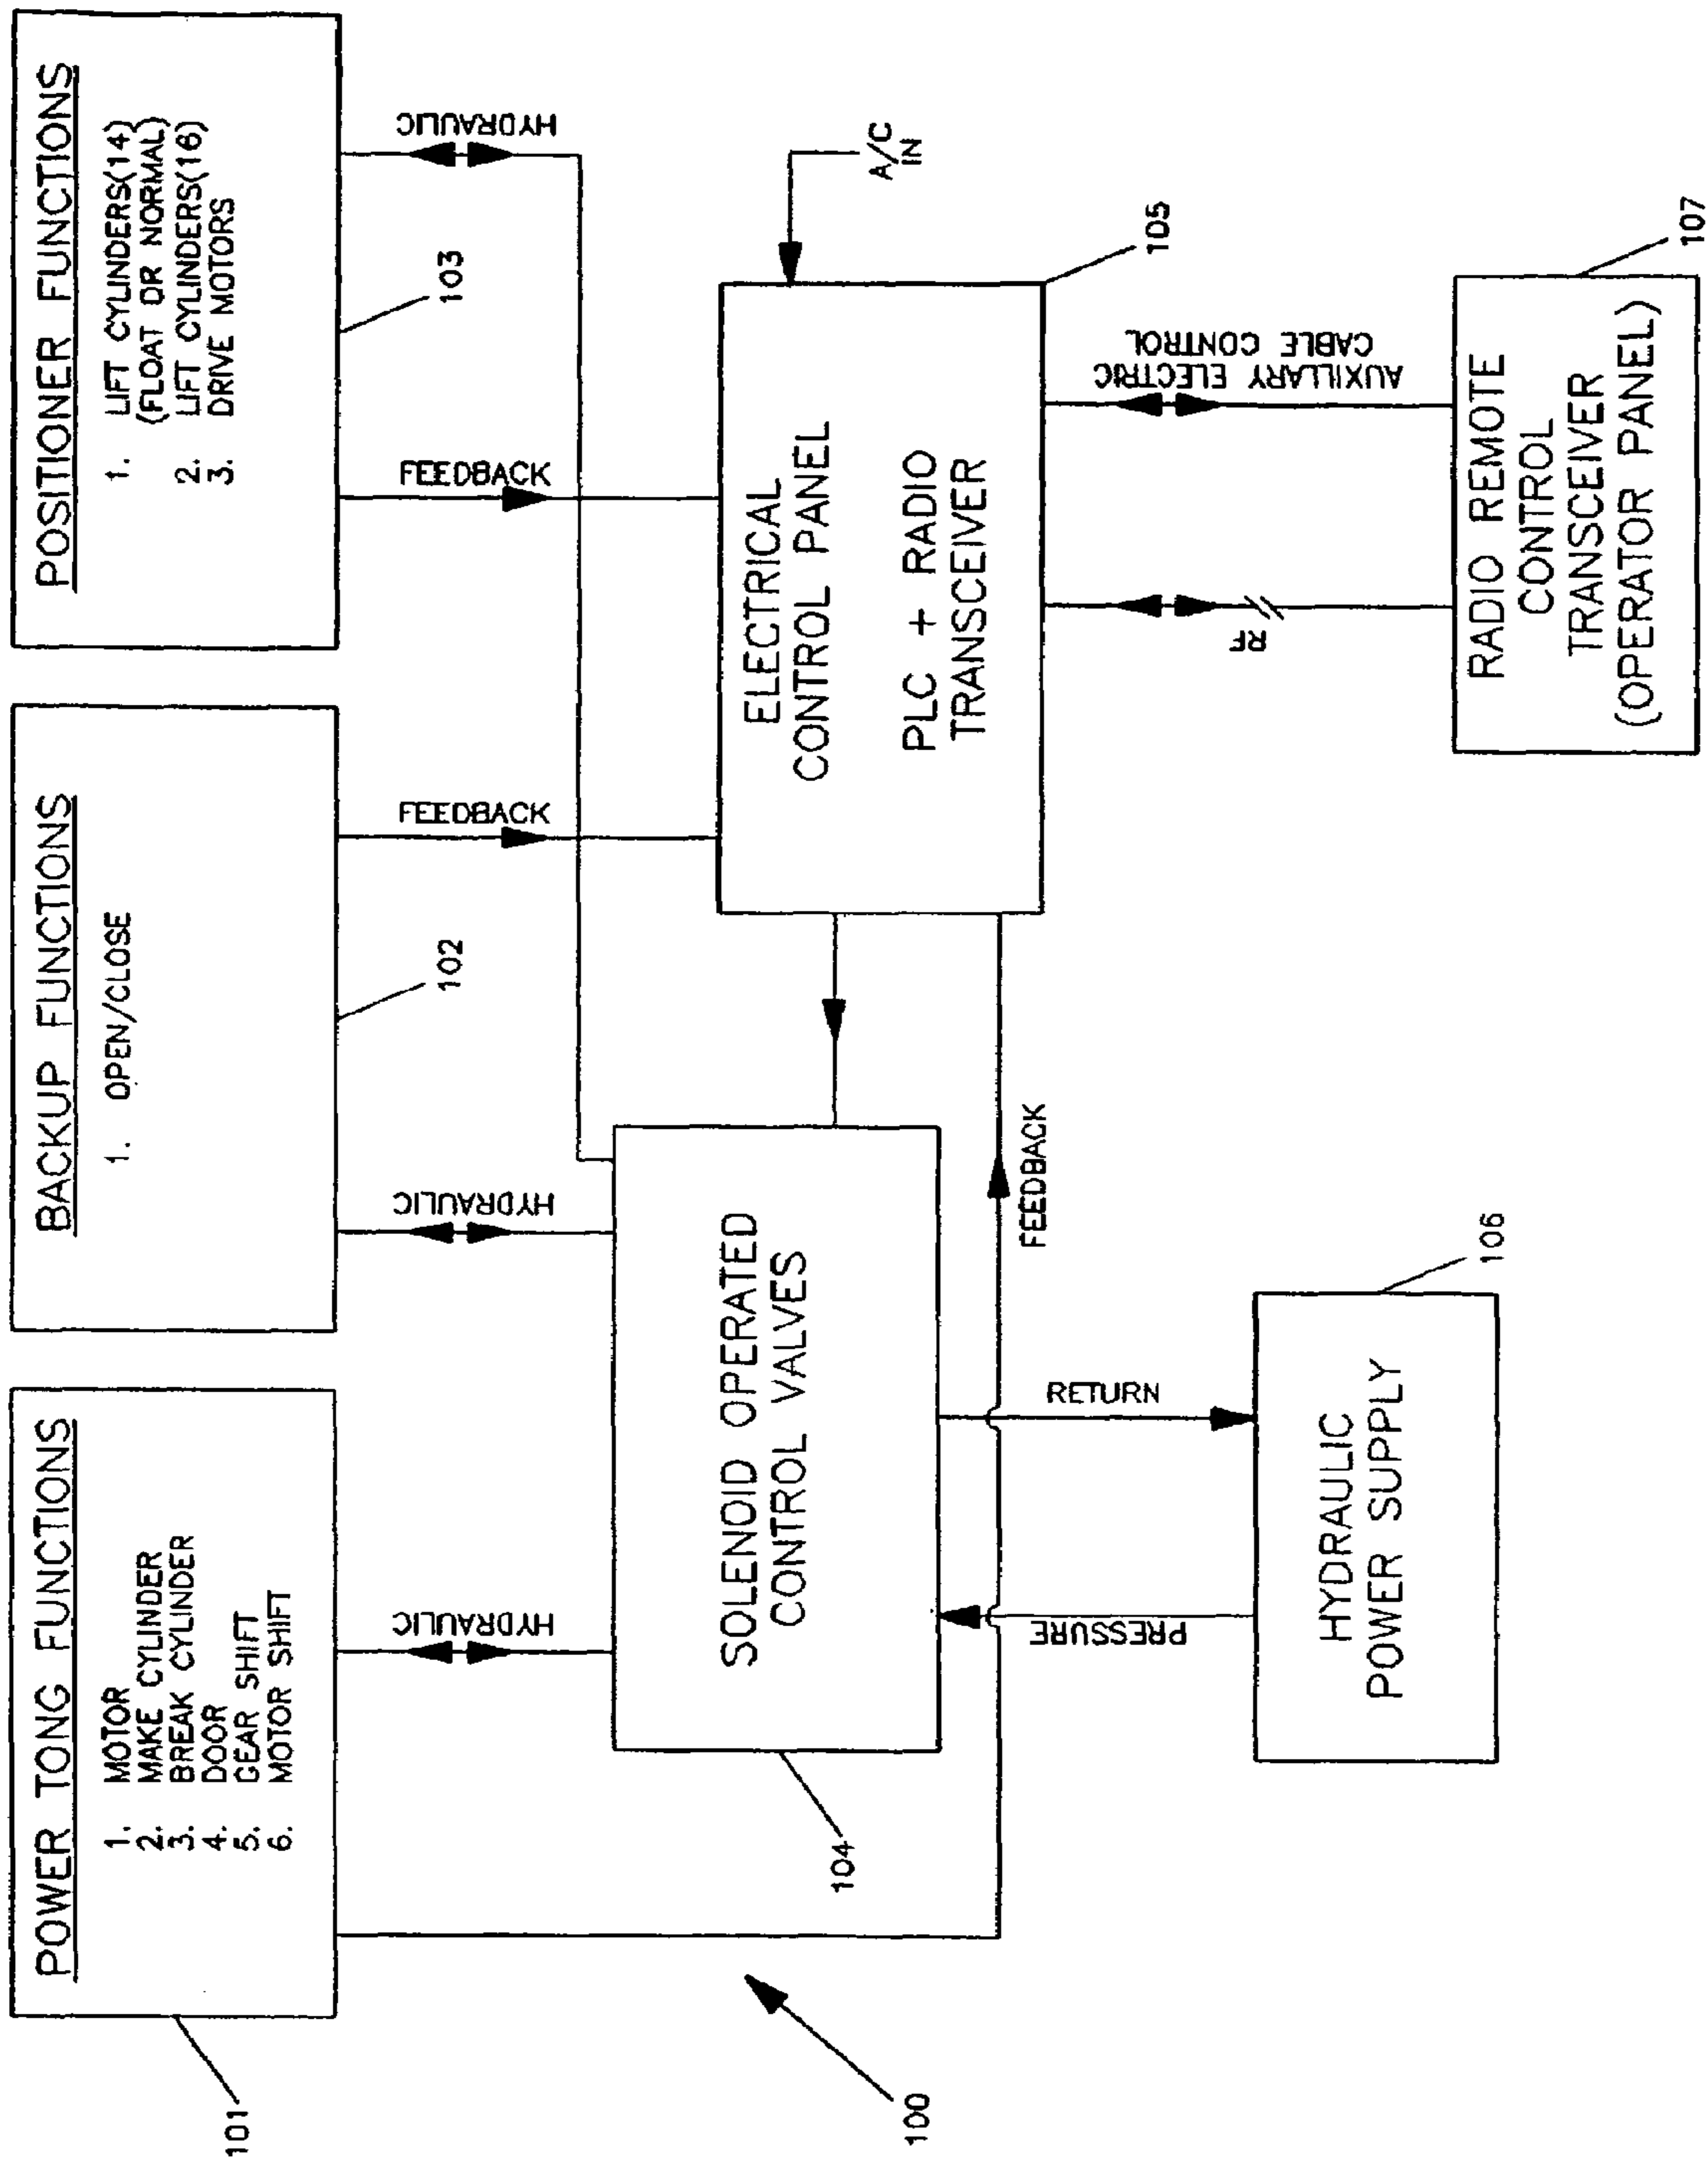 POWER TONG FUNCTIONS
1. MOTOR
2. MAKE CYLINDER
3. BREAK CYLINDER
4. DOOR
5. GEAR SHIFT
6. MOTOR SHIFT
101
BACKUP FUNCTIONS
1. OPEN/CLOSE
102
POSITIONER FUNCTIONS
1. LIFT CYLINDERS(14)
(FLOAT OR NORMAL)
2. LIFT CYLINDERS(16)
3. DRIVE MOTORS
103
HYDRAULIC
HYDRAULIC
FEEDBACK
FEEDBACK
HYDRAULIC
SOLENOID OPERATED
CONTROL VALVES
104
ELECTRICAL
CONTROL PANEL
PLC + RADIO
TRANSCEIVER
105
A/C
IN
100
PRESSURE
RETURN
FEEDBACK
RF
AUXILLARY ELECTRIC
CABLE CONTROL
HYDRAULIC
POWER SUPPLY
106
RADIO REMOTE
CONTROL
TRANSCEIVER
(OPERATOR PANEL)
107